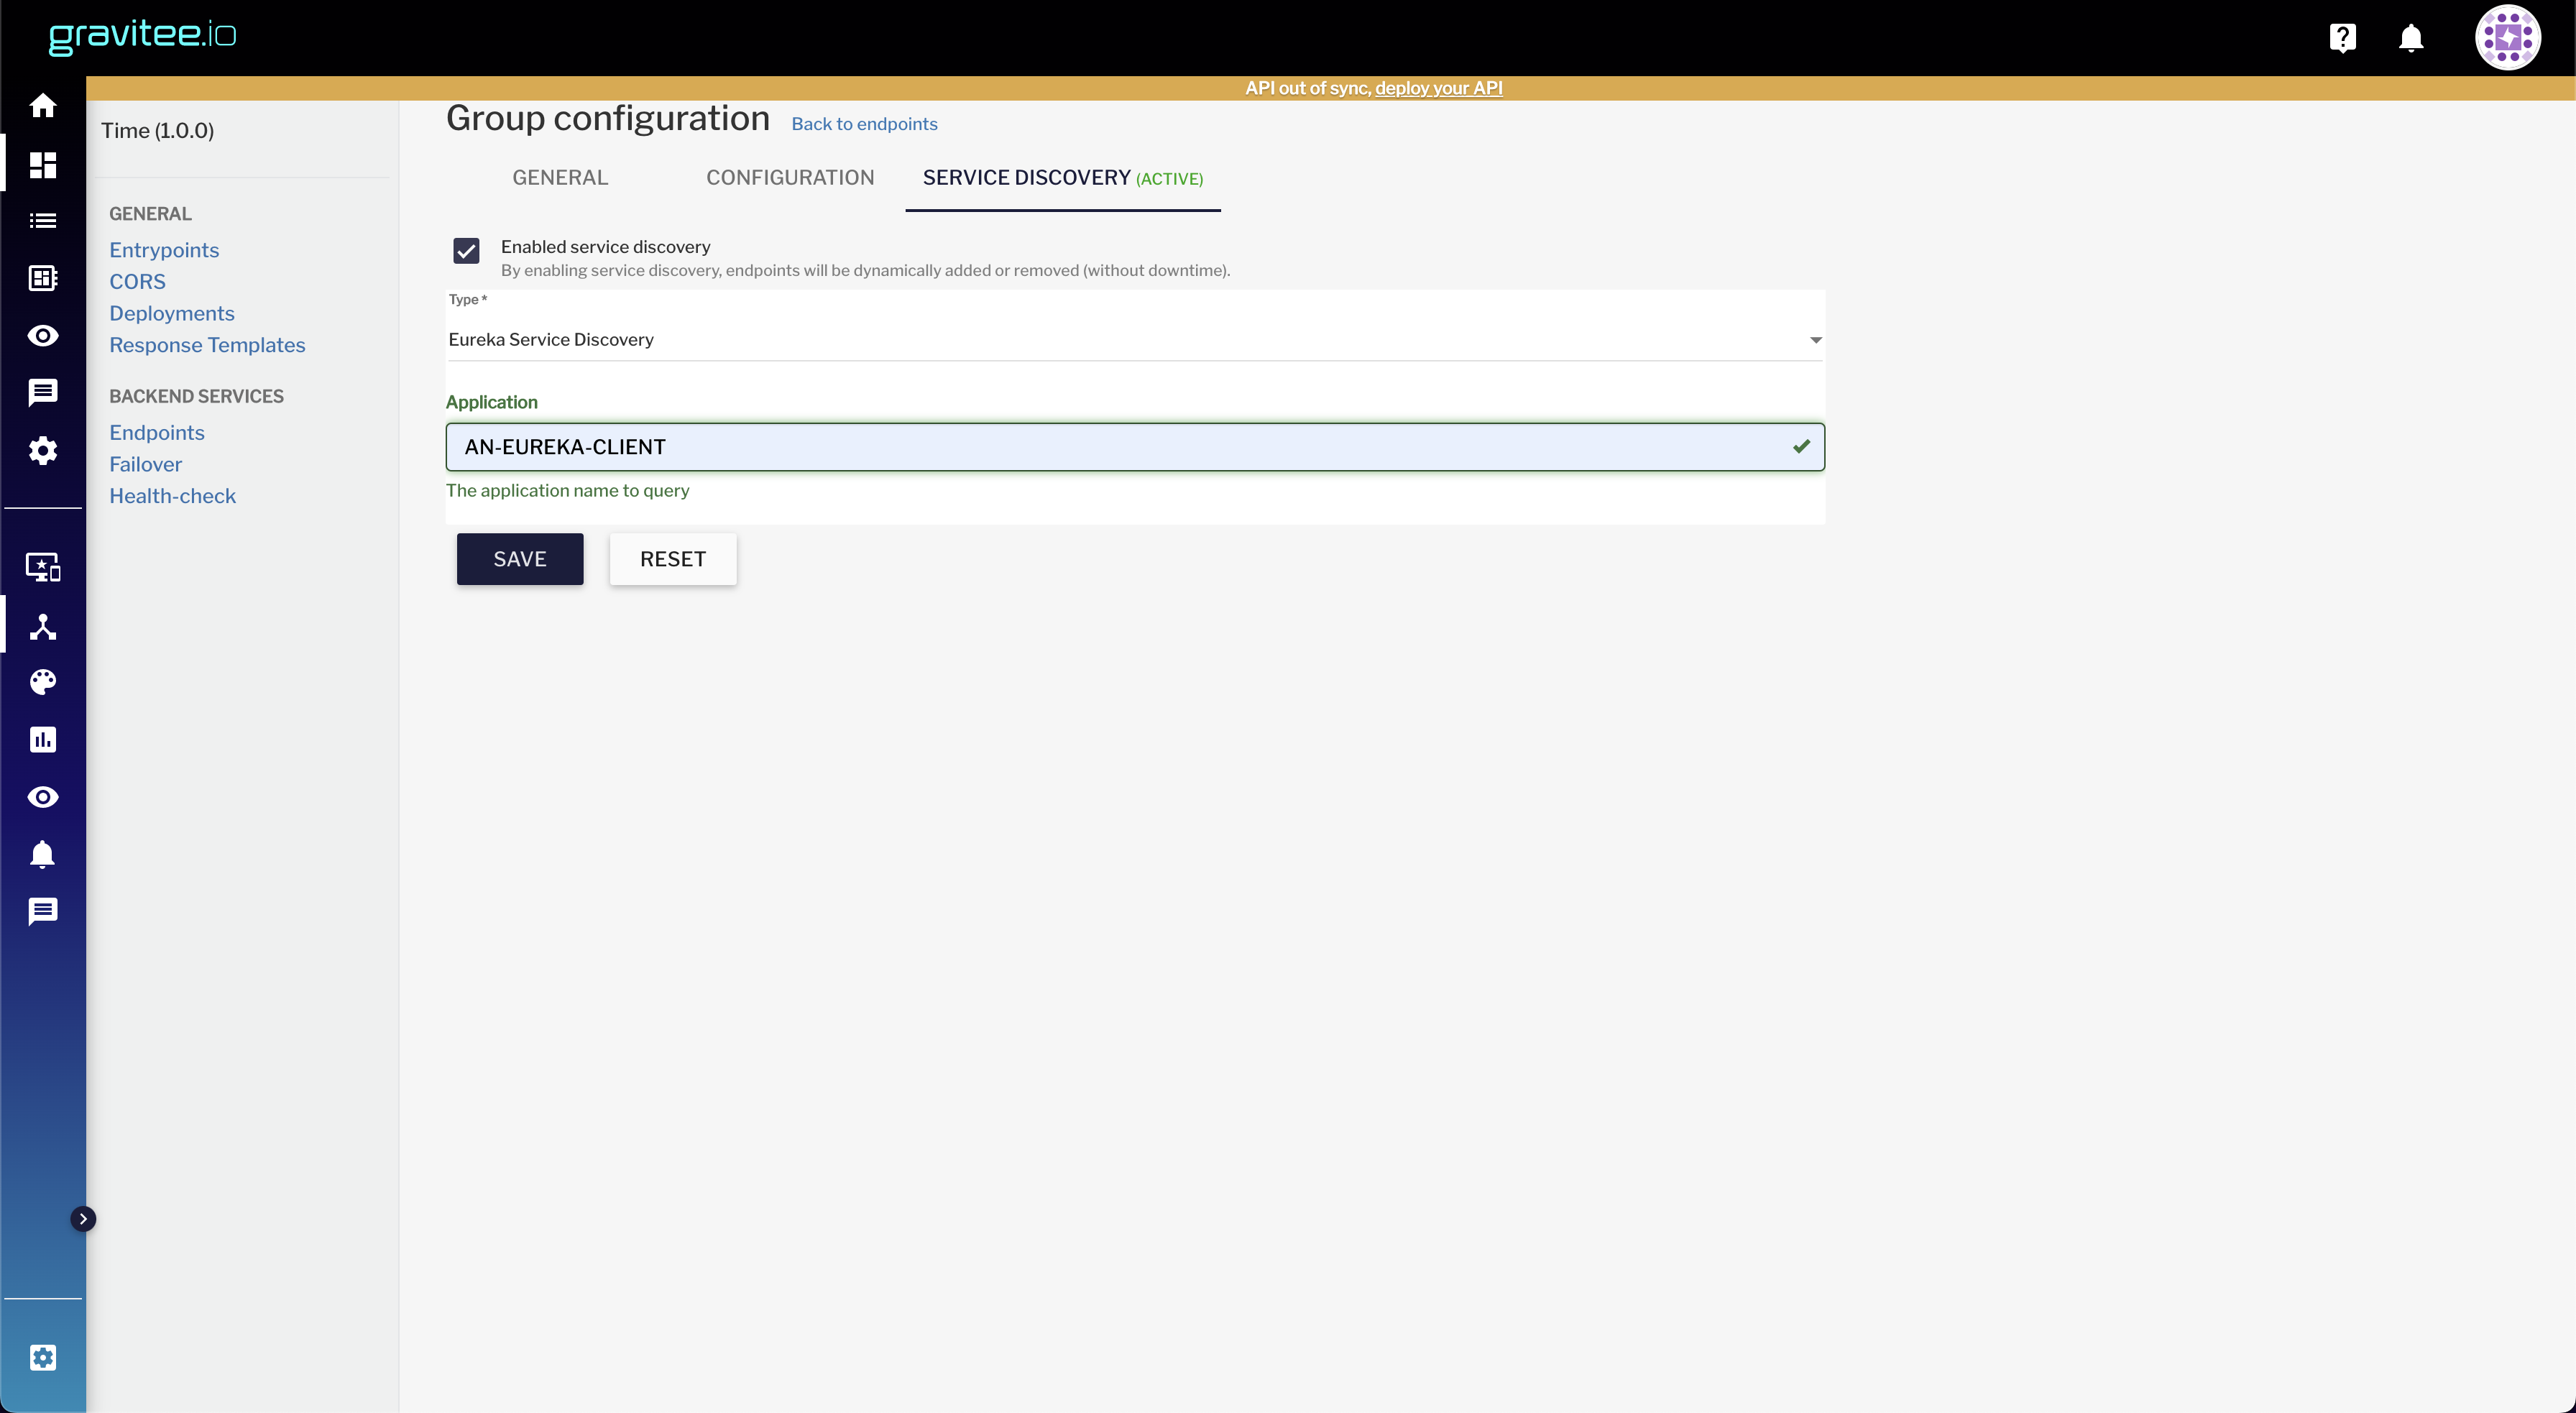 gravitee.io
API out of sync, deploy your API
Time (1.0.0)
GENERAL
Entrypoints
CORS
Deployments
Response Templates
BACKEND SERVICES
Endpoints
Failover
Health-check
Group configuration Back to endpoints
GENERAL CONFIGURATION SERVICE DISCOVERY (ACTIVE)
Enabled service discovery
By enabling service discovery, endpoints will be dynamically added or removed (without downtime).
Type *
Eureka Service Discovery
Application
AN-EUREKA-CLIENT
The application name to query
SAVE RESET